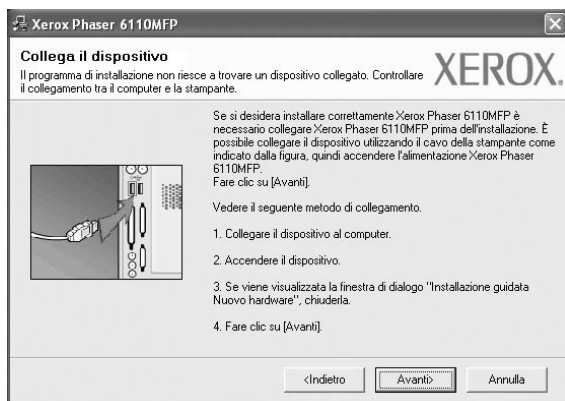 Xerox Phaser 6110MFP
Collega il dispositivo
Il programma di installazione non riesce a trovare un dispositivo collegato. Controllare
il collegamento tra il computer e la stampante.
XEROX.
Se si desidera installare correttamente Xerox Phaser 6110MFP è
necessario collegare Xerox Phaser 6110MFP prima dell'installazione. È
possibile collegare il dispositivo utilizzando il cavo della stampante come
indicato dalla figura, quindi accendere l'alimentazione Xerox Phaser
6110MFP.
Fare clic su [Avanti].
Vedere il seguente metodo di collegamento.
1. Collegare il dispositivo al computer.
2. Accendere il dispositivo.
3. Se viene visualizzata la finestra di dialogo "Installazione guidata
Nuovo hardware", chiuderla.
4. Fare clic su [Avanti].
<Indietro
Avanti>
Annulla